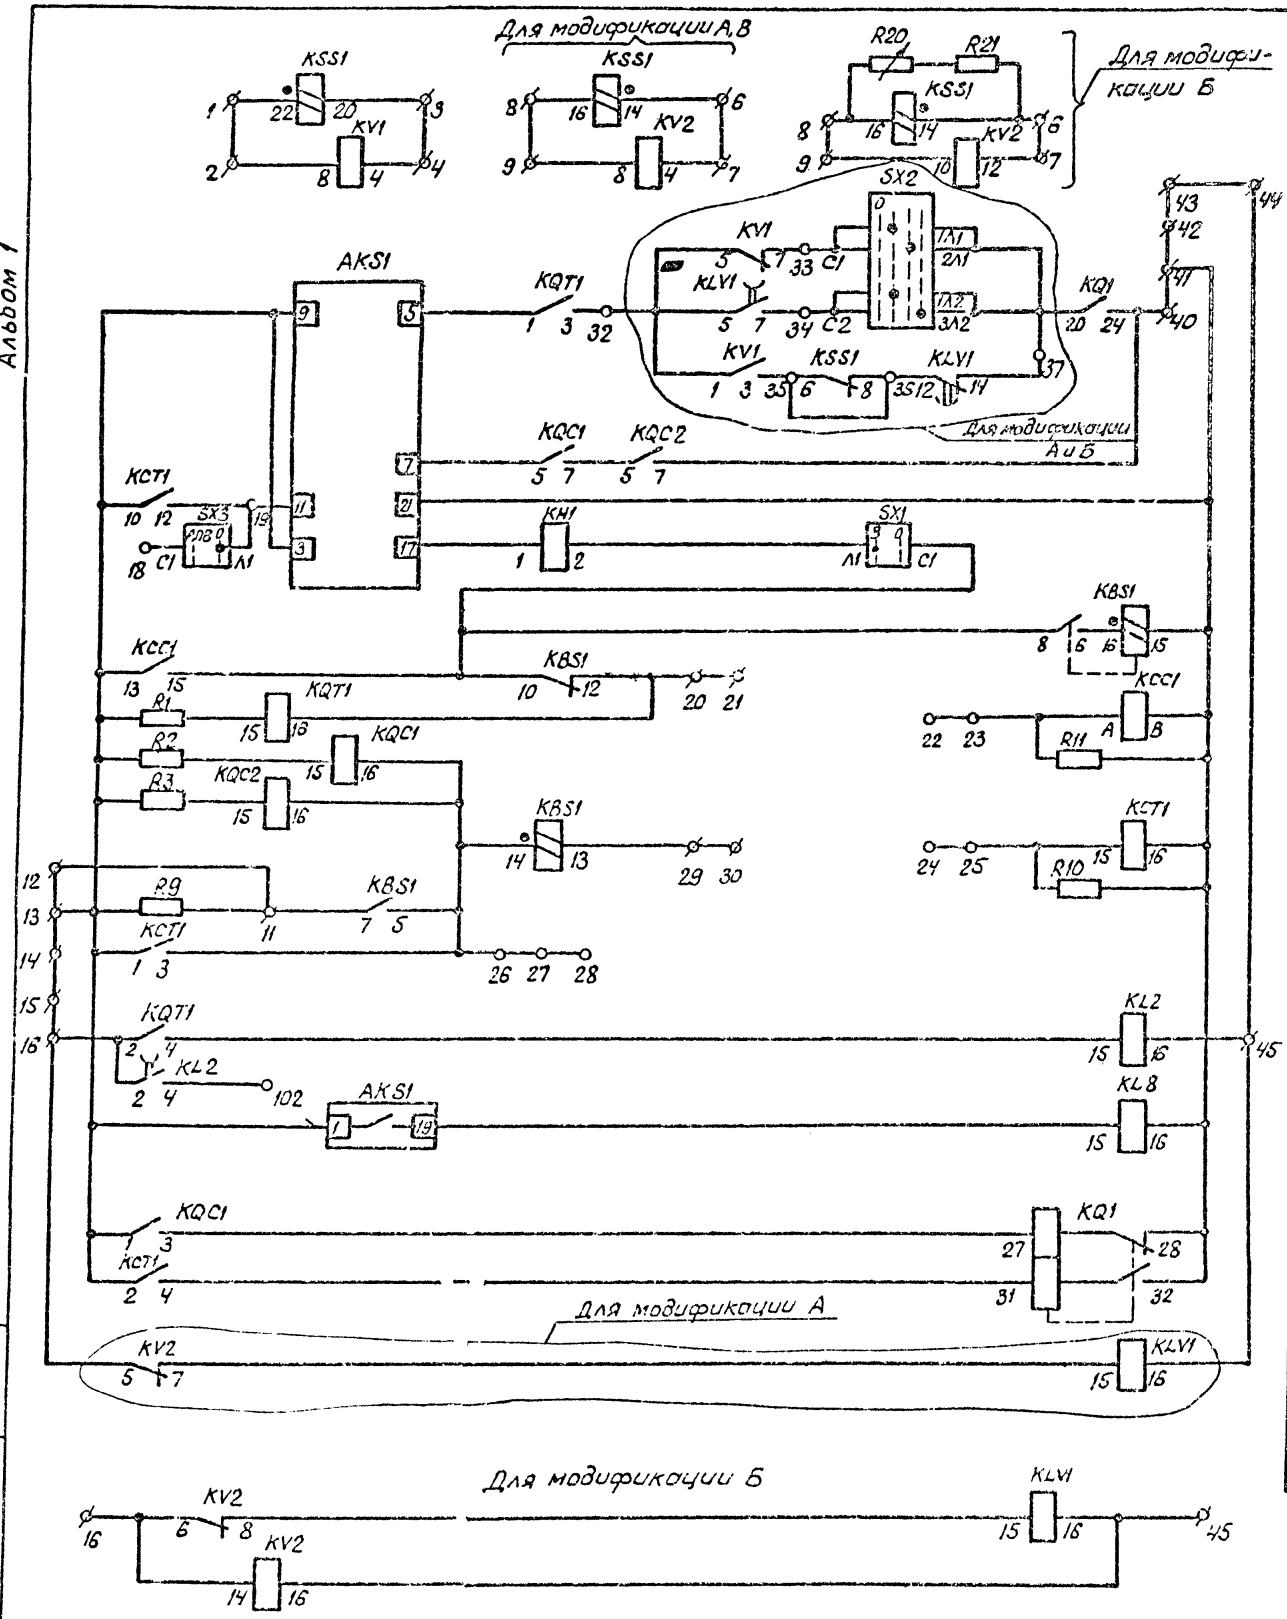 Альбом 1
Для модификации А,В
Для модифи-
кации Б
KSS1
1 22 20 3
KV1
2 8 4 4
KSS1
8 16 14 6
KV2
9 8 4 7
R20 R21
KSS1
8 16 14 6
KV2
9 10 12 7
SX2
0
43 44
42
41
40
AKS1
9 5
KQT1
1 3 32
KV1
5 7 33 C1 1Л1
2Л1
KLV1
5 7 34 C2 1Л2
3Л2
KQ1
20 24
KV1 KSS1 KLV1
1 3 35 6 8 35 12 14 37
Для модификации
А и Б
KQC1 KQC2
7 5 7 5 7
KCT1
10 12 19 11 21
SX3
18 C1 Л1 3 17
KH1
1 2
SX1
Л1 C1
KBS1
8 6 16 15
KCC1
13 15
KBS1
10 12 20 21
R1 KQT1
15 16
KCC1
22 23 A B
R2 KQC1
15 16
R11
R3 KQC2
15 16
KBS1
14 13 29 30
KCT1
24 25 15 16
R10
12
13 R9 11
KBS1
7 5
KCT1
14 1 3 26 27 28
15
KQT1
16 2 4
KL2
15 16 45
KL2
2 4 102
AKS1
1 19
KL8
15 16
KQC1
1 3
KQ1
27 28
KCT1
2 4 31 32
Для модификации А
KV2
5 7
KLV1
15 16
Для модификации Б
KV2
16 6 8
KLV1
15 16 45
KV2
14 16